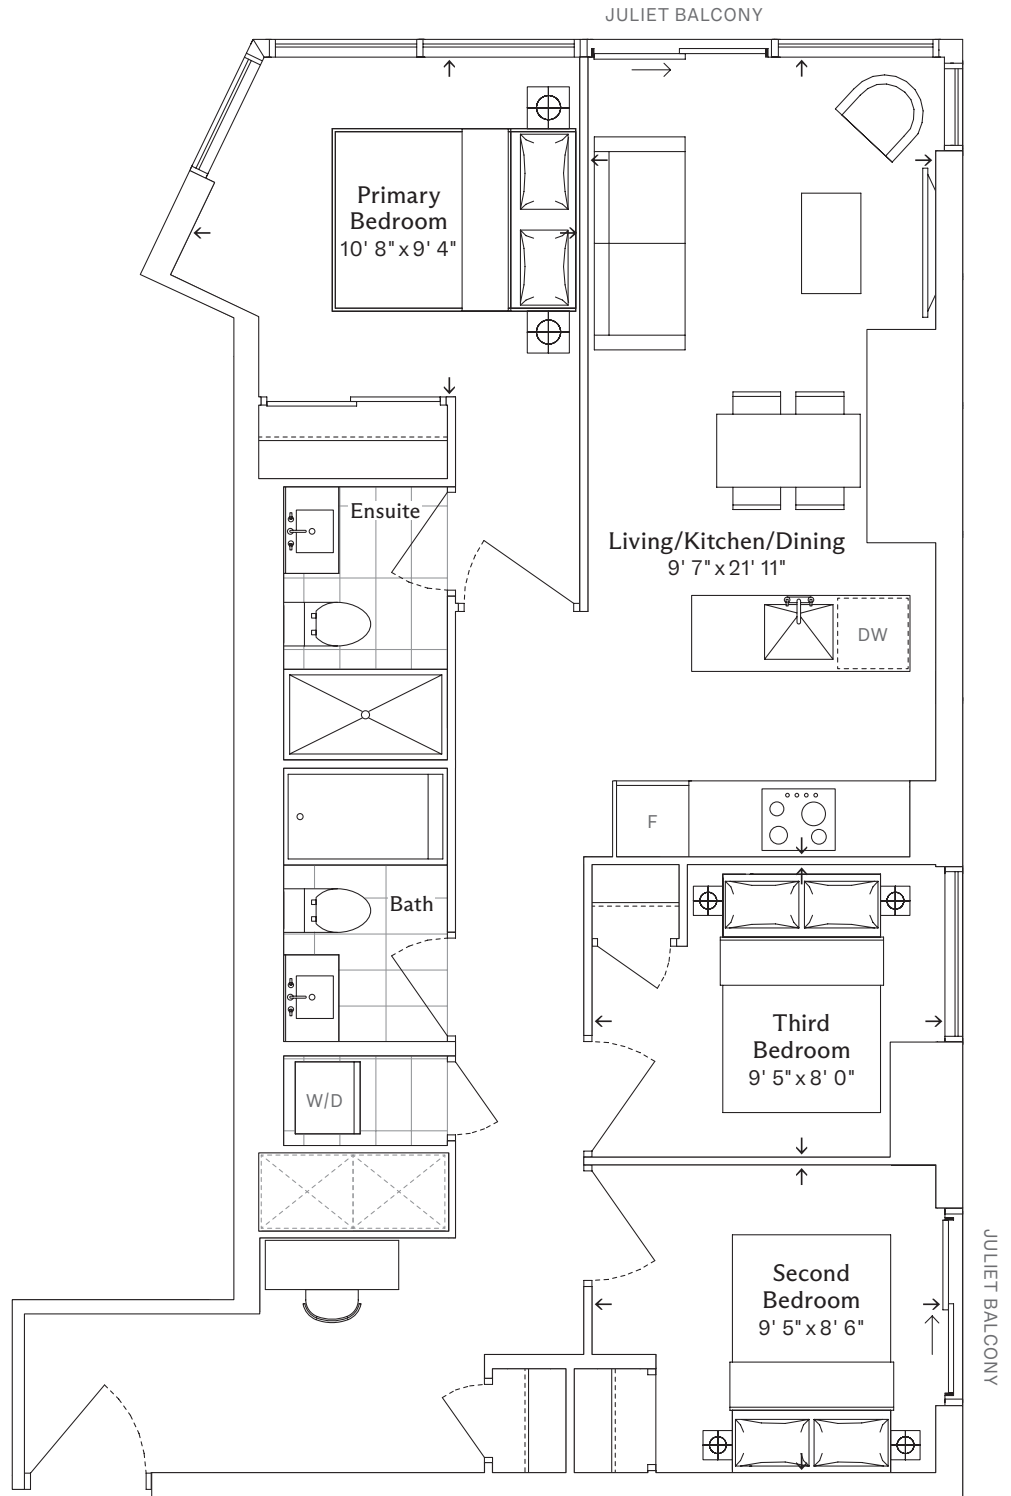 JULIET BALCONY
Primary
Bedroom
10' 8" x 9' 4"
Ensuite
Living/Kitchen/Dining
9' 7" x 21' 11"
DW
F
Bath
Third
Bedroom
9' 5" x 8' 0"
W/D
Second
Bedroom
9' 5" x 8' 6"
JULIET BALCONY